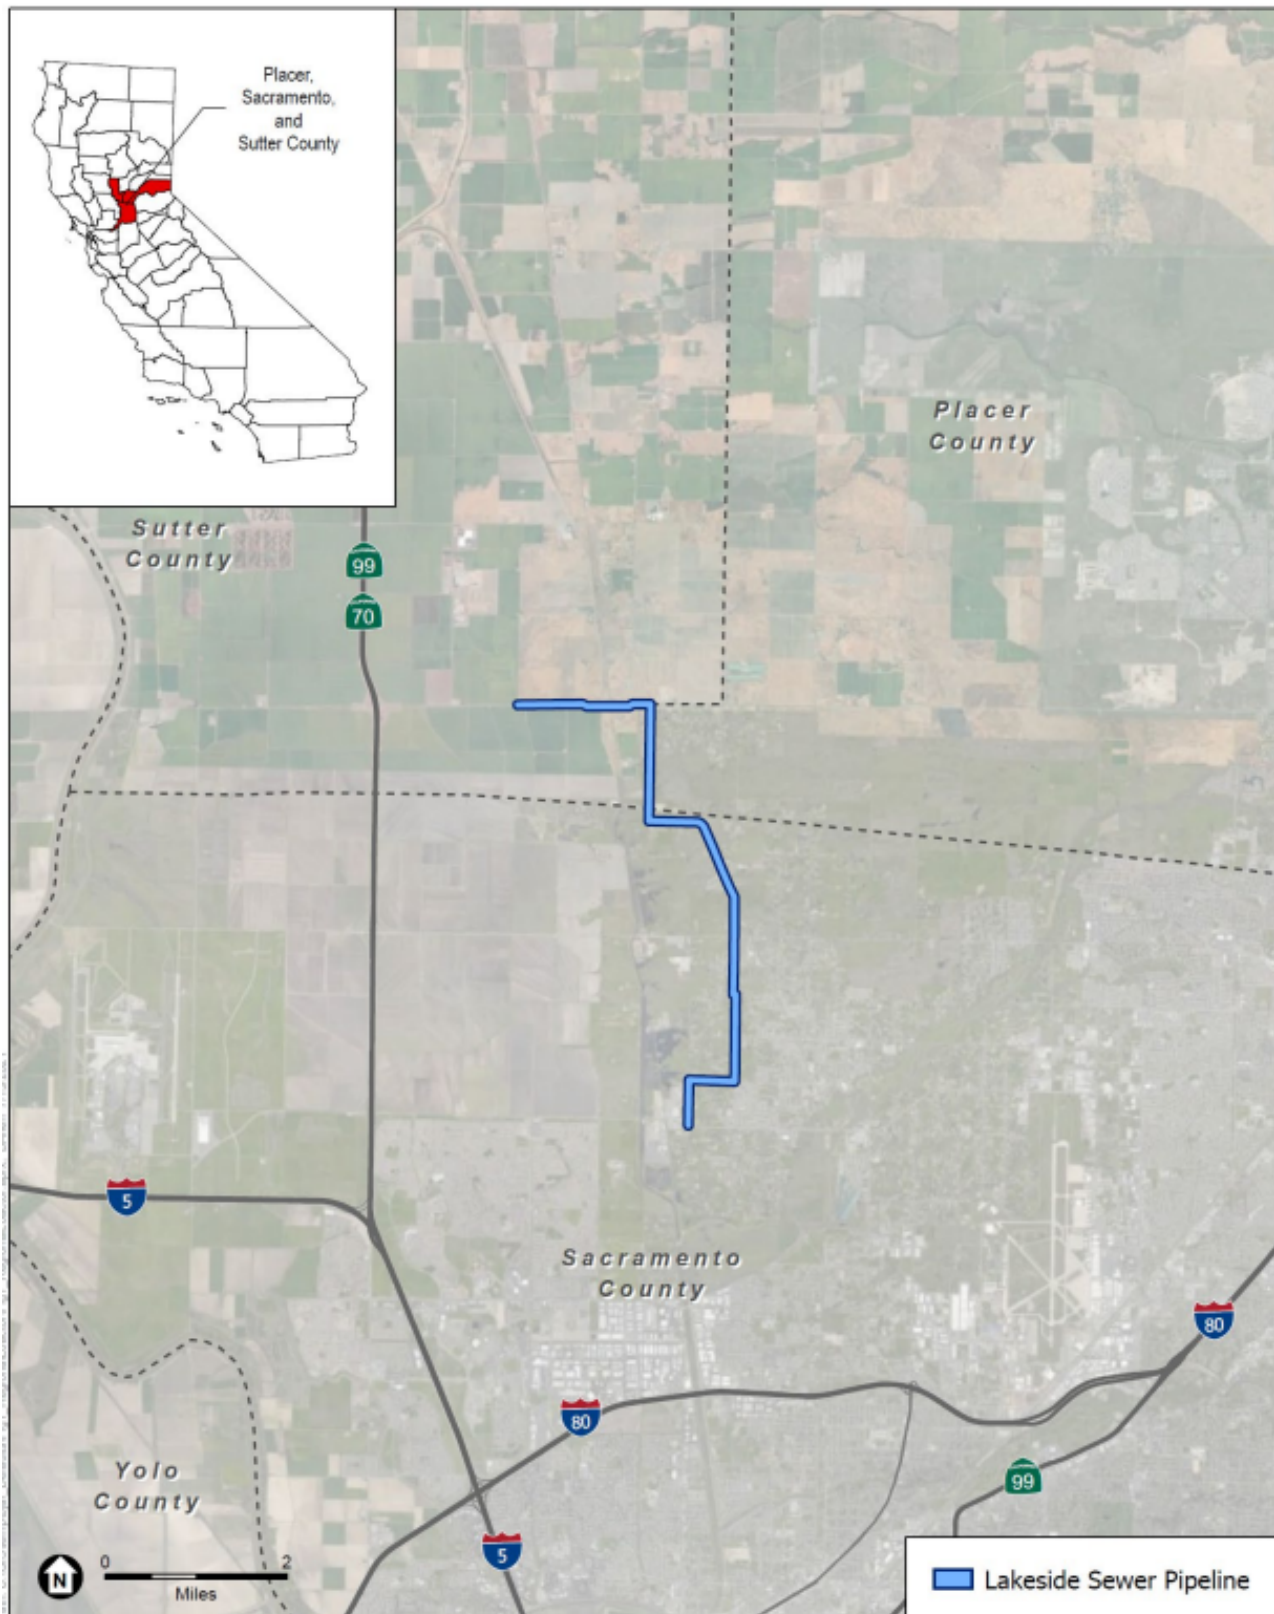 Placer,
Sacramento,
and
Sutter County
Placer
County
Sutter
County
99
70
5
Sacramento
County
80
80
99
Yolo
County
5
N
0 2
Miles
Lakeside Sewer Pipeline